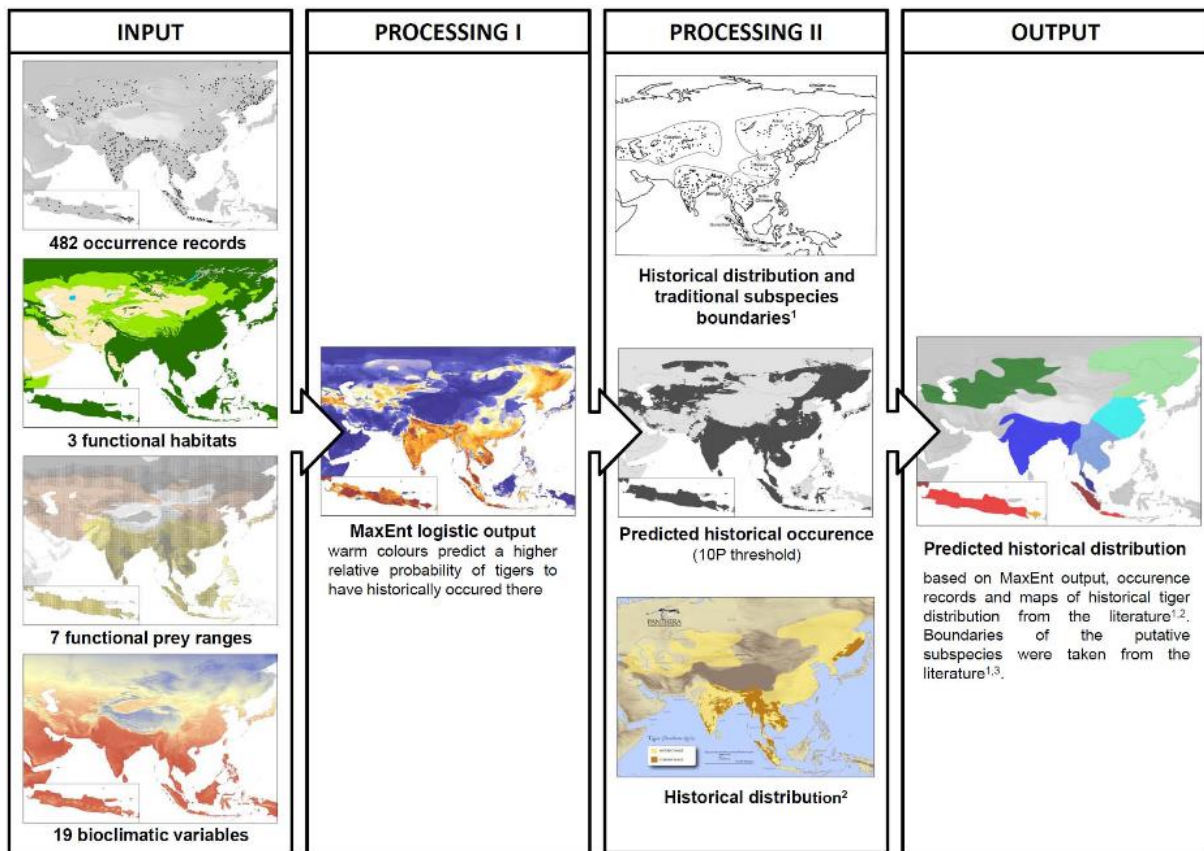 INPUT
482 occurrence records
3 functional habitats
7 functional prey ranges
19 bioclimatic variables
PROCESSING I
MaxEnt logistic output
warm colours predict a higher
relative probability of tigers to
have historically occured there
PROCESSING II
Caspian
Amur
Bengal
Historical distribution and
traditional subspecies
boundaries¹
Predicted historical occurence
(10P threshold)
PANTHERA
Historical distribution²
OUTPUT
Predicted historical distribution
based on MaxEnt output, occurence
records and maps of historical tiger
distribution from the literature¹,².
Boundaries of the putative
subspecies were taken from the
literature¹,³.